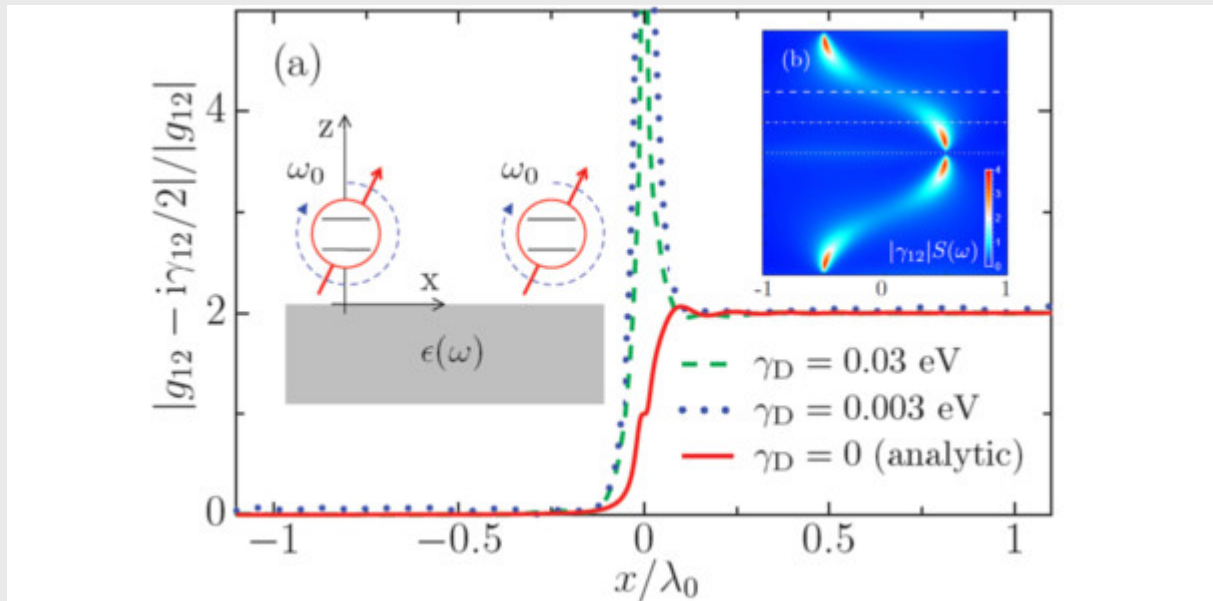 |g₁₂ − iγ₁₂/2|/|g₁₂|
(a)
z
ω₀
ω₀
x
ϵ(ω)
(b)
4
3
2
1
0
|γ₁₂|S(ω)
-1
0
1
γD = 0.03 eV
γD = 0.003 eV
γD = 0 (analytic)
4
2
0
−1
−0.5
0
0.5
1
x/λ₀